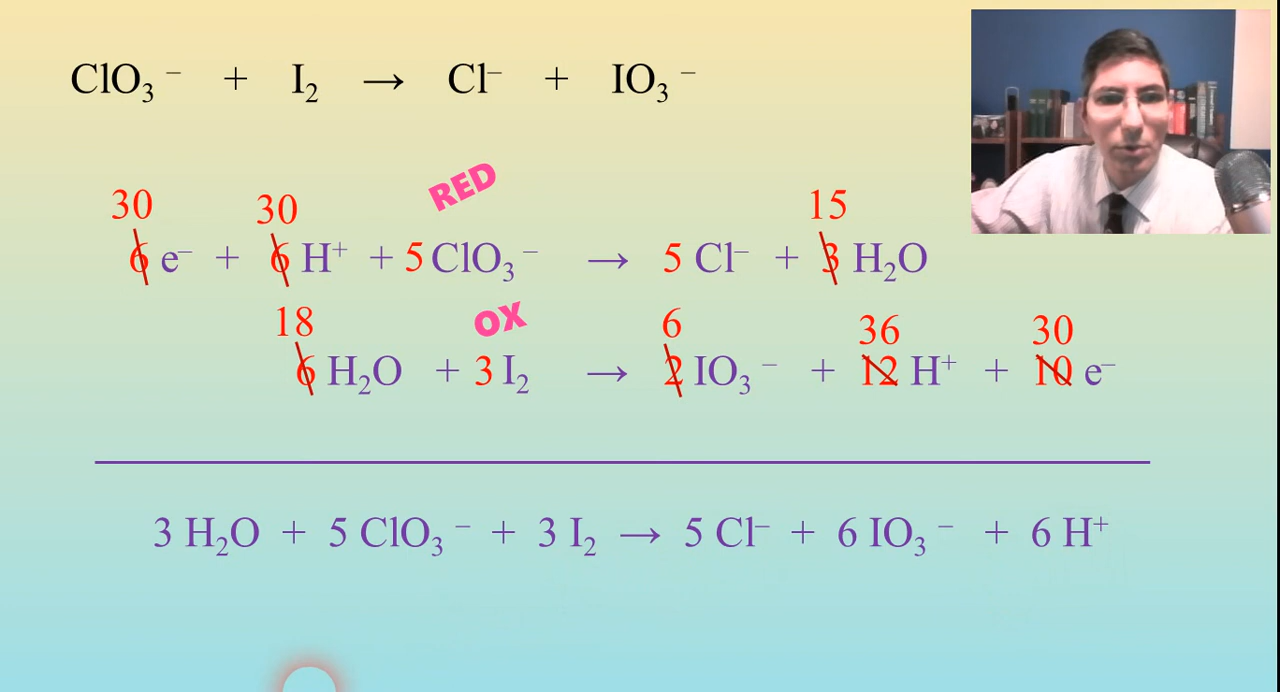 ClO₃⁻ + I₂ → Cl⁻ + IO₃⁻
RED
30 30 15
6 e⁻ + 6 H⁺ + 5 ClO₃⁻ → 5 Cl⁻ + 3 H₂O
18 OX 6 36 30
6 H₂O + 3 I₂ → 2 IO₃⁻ + 12 H⁺ + 10 e⁻
3 H₂O + 5 ClO₃⁻ + 3 I₂ → 5 Cl⁻ + 6 IO₃⁻ + 6 H⁺